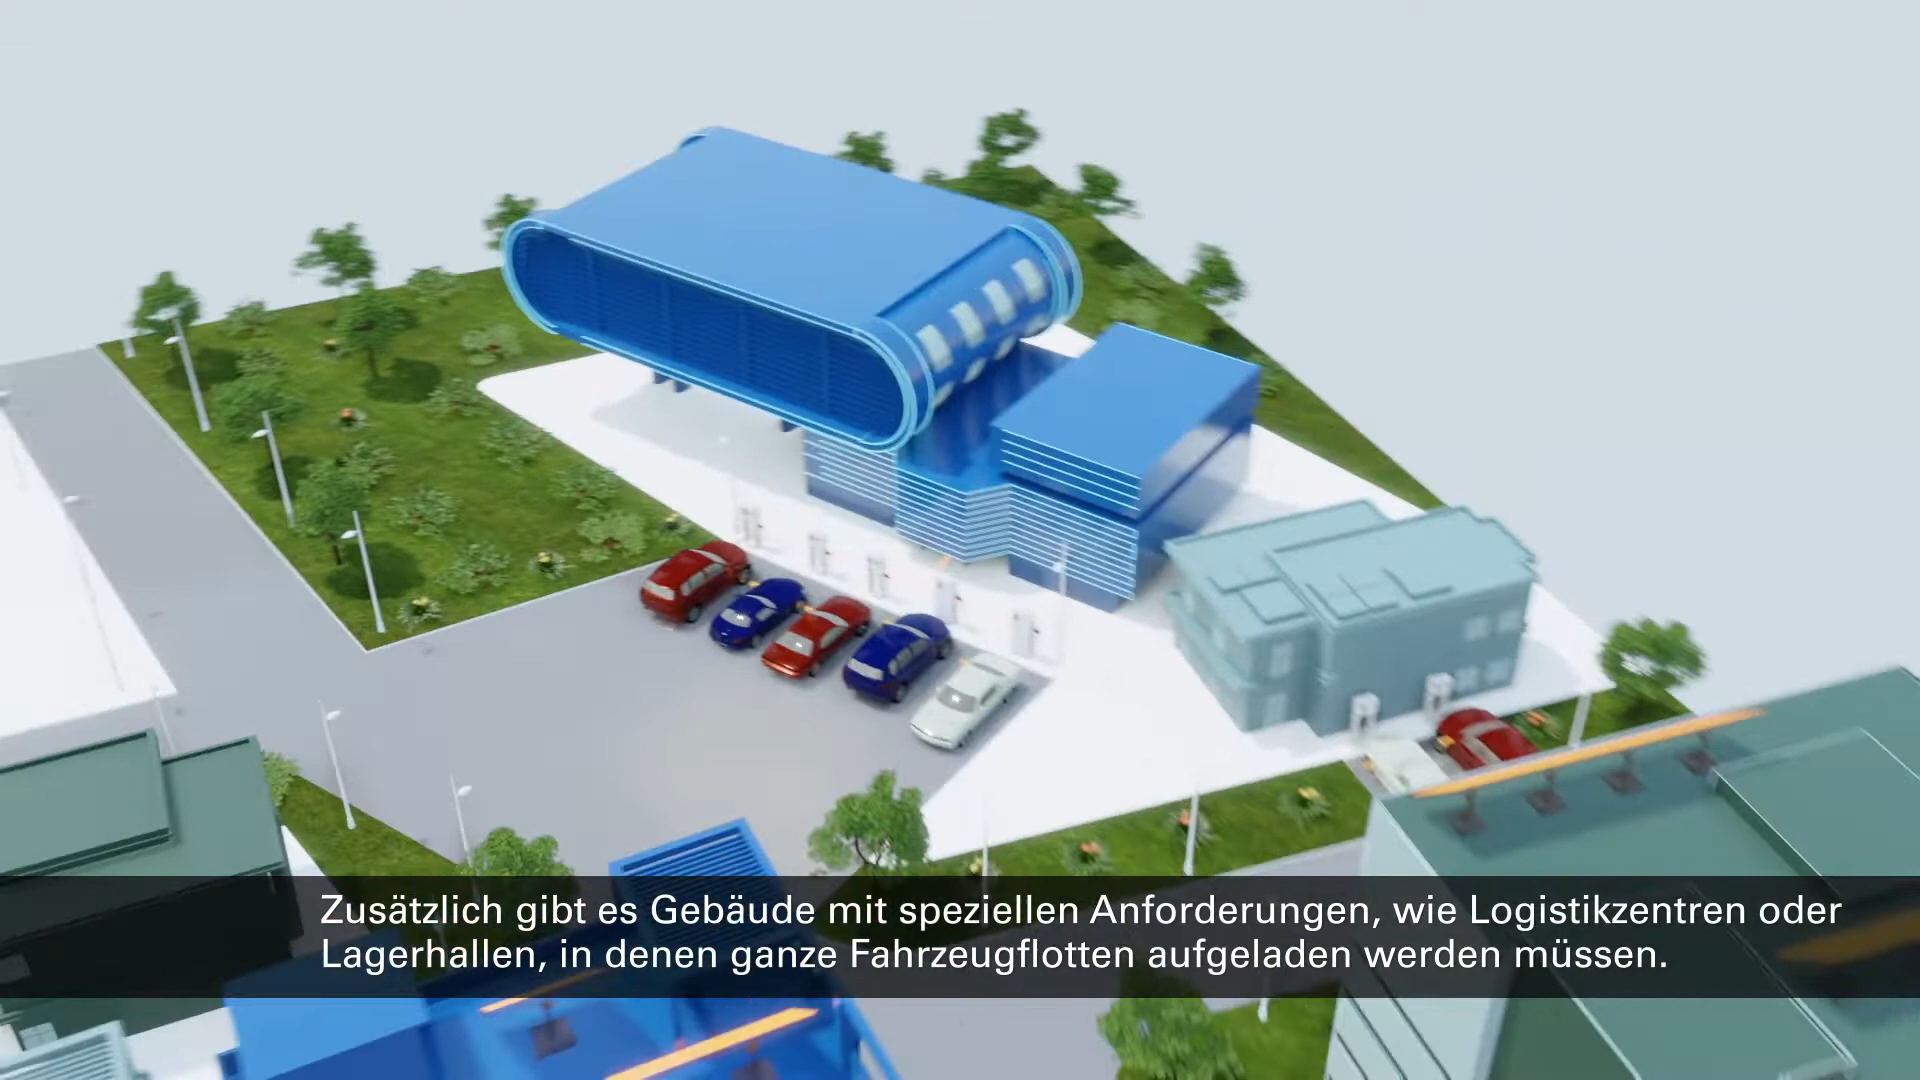 Zusätzlich gibt es Gebäude mit speziellen Anforderungen, wie Logistikzentren oder
Lagerhallen, in denen ganze Fahrzeugflotten aufgeladen werden müssen.